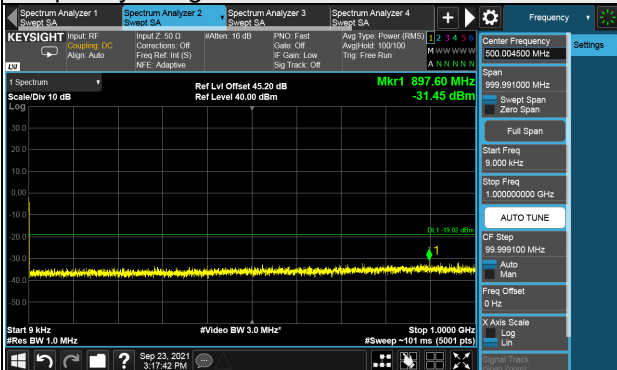 Spectrum Analyzer 1
Swept SA
Spectrum Analyzer 2
Swept SA
Spectrum Analyzer 3
Swept SA
Spectrum Analyzer 4
Swept SA
Frequency
KEYSIGHT
Input: RF
Coupling: DC
Align: Auto
Input Z: 50 Ω
Corrections: Off
Freq Ref: Int (S)
NFE: Adaptive
#Atten: 16 dB
PNO: Fast
Gate: Off
IF Gain: Low
Sig Track: Off
Avg Type: Power (RMS)
Avg|Hold: 100/100
Trig: Free Run
1 2 3 4 5 6
M W W W W W
A N N N N N
LXI
1 Spectrum
Scale/Div 10 dB
Log
Ref Lvl Offset 45.20 dB
Ref Level 40.00 dBm
Mkr1 897.60 MHz
-31.45 dBm
30.0
20.0
10.0
0.00
-10.0
-20.0
-30.0
-40.0
-50.0
DL1 -19.02 dBm
1
Start 9 kHz
#Res BW 1.0 MHz
#Video BW 3.0 MHz*
Stop 1.0000 GHz
#Sweep ~101 ms (5001 pts)
Sep 23, 2021
3:17:42 PM
Center Frequency
500.004500 MHz
Settings
Span
999.991000 MHz
Swept Span
Zero Span
Full Span
Start Freq
9.000 kHz
Stop Freq
1.000000000 GHz
AUTO TUNE
CF Step
99.999100 MHz
Auto
Man
Freq Offset
0 Hz
X Axis Scale
Log
Lin
Signal Track
(Span Zoom)